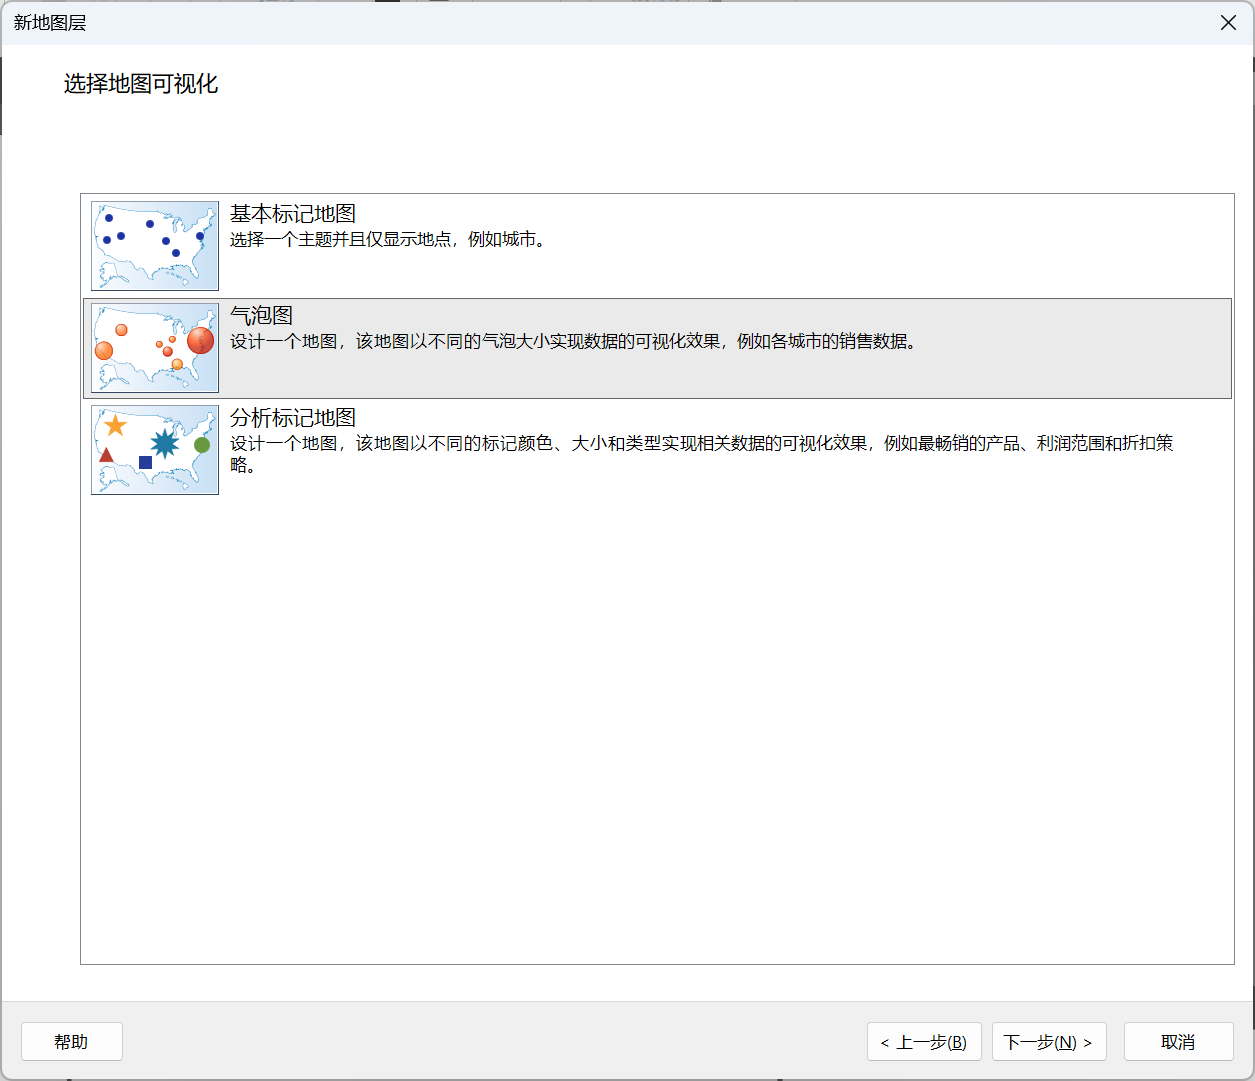 新地图层
选择地图可视化
基本标记地图
选择一个主题并且仅显示地点，例如城市。
气泡图
设计一个地图，该地图以不同的气泡大小实现数据的可视化效果，例如各城市的销售数据。
分析标记地图
设计一个地图，该地图以不同的标记颜色、大小和类型实现相关数据的可视化效果，例如最畅销的产品、利润范围和折扣策
略。
帮助
< 上一步(B)
下一步(N) >
取消